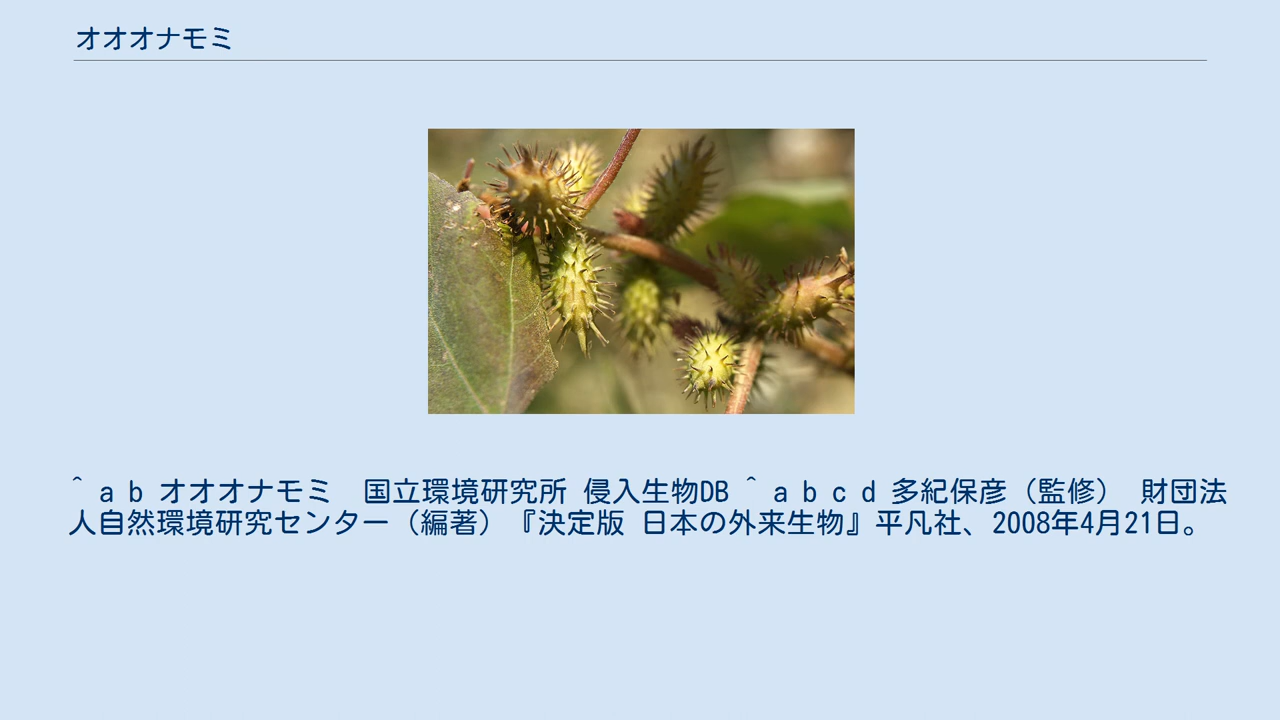 オオオナモミ
^ a b オオオナモミ　国立環境研究所 侵入生物DB ^ a b c d 多紀保彦（監修） 財団法
人自然環境研究センター（編著）『決定版 日本の外来生物』平凡社、2008年4月21日。